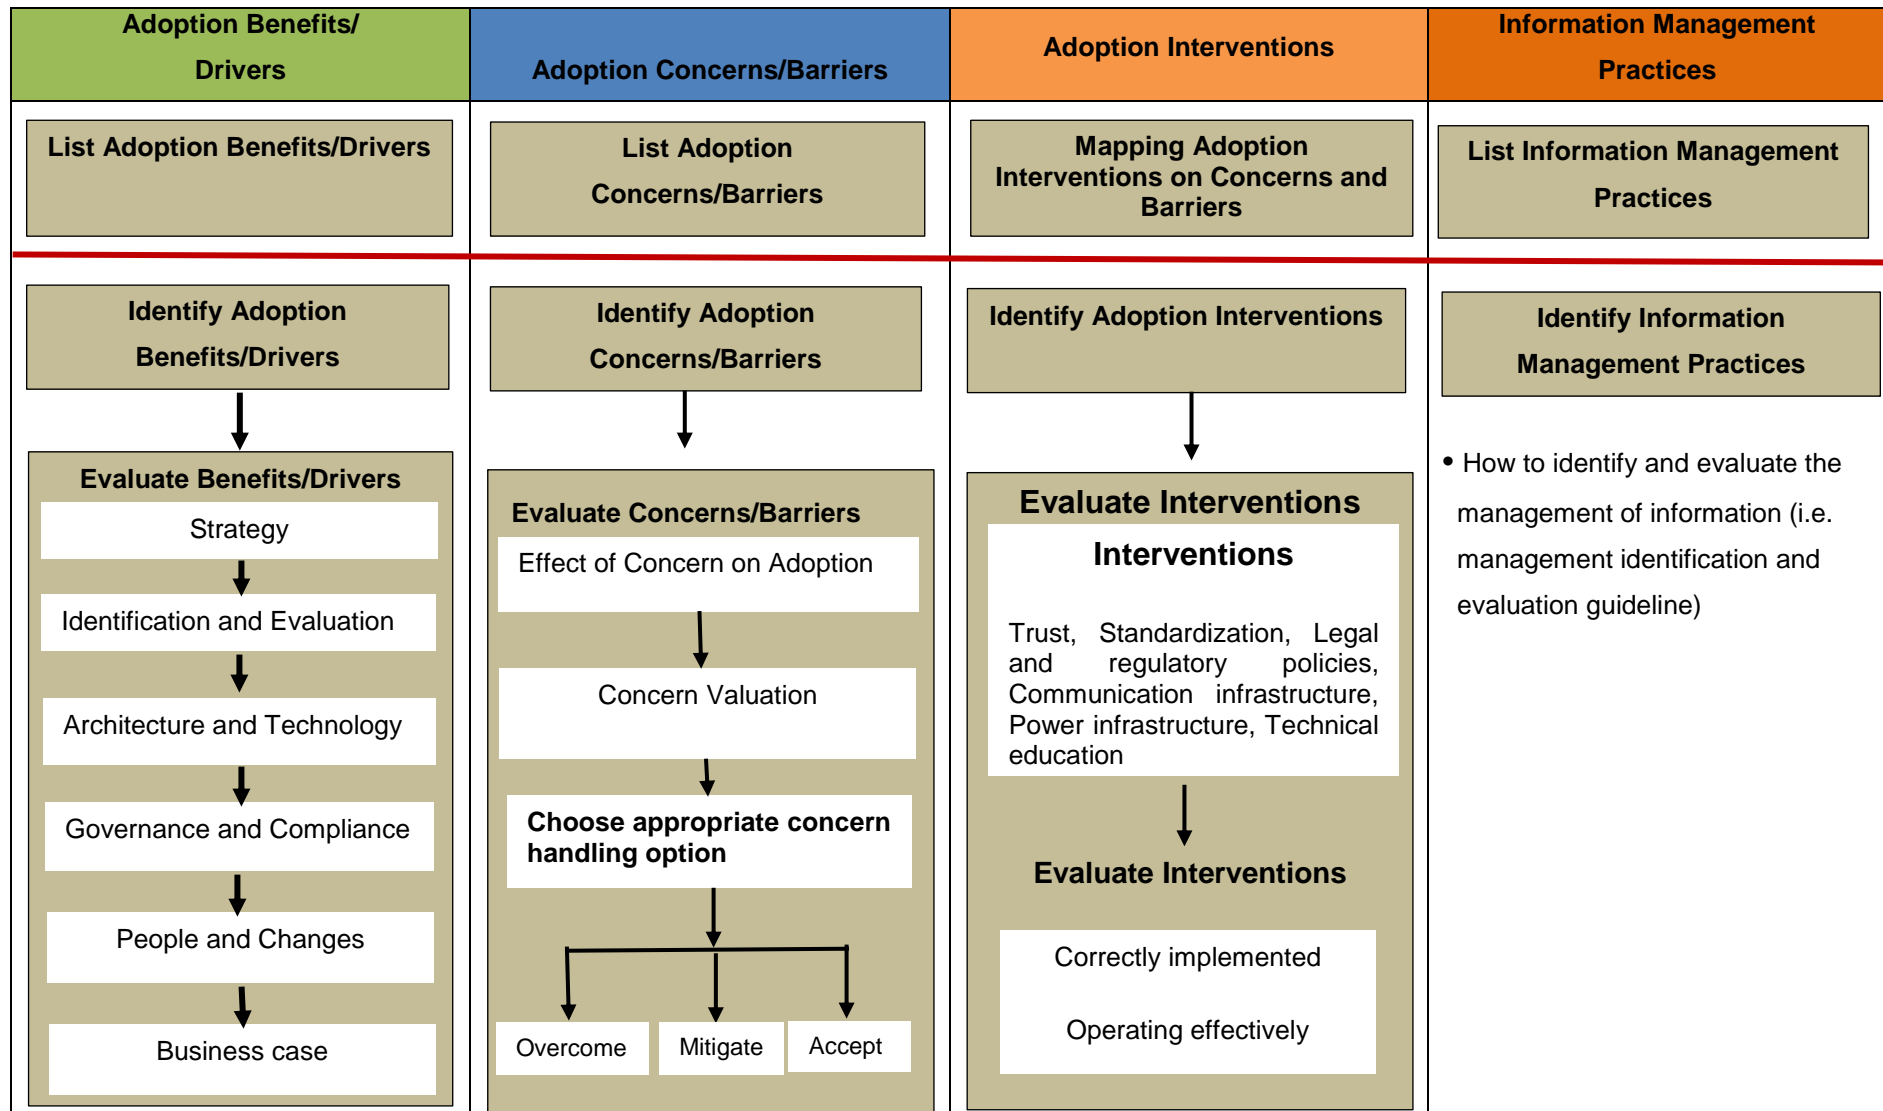 Adoption Benefits/
Drivers
Adoption Concerns/Barriers
Adoption Interventions
Information Management
Practices
List Adoption Benefits/Drivers
List Adoption
Concerns/Barriers
Mapping Adoption
Interventions on Concerns and
Barriers
List Information Management
Practices
Identify Adoption
Benefits/Drivers
Identify Adoption
Concerns/Barriers
Identify Adoption Interventions
Identify Information
Management Practices
Evaluate Benefits/Drivers
Strategy
Identification and Evaluation
Architecture and Technology
Governance and Compliance
People and Changes
Business case
Evaluate Concerns/Barriers
Effect of Concern on Adoption
Concern Valuation
Choose appropriate concern
handling option
Overcome
Mitigate
Accept
Evaluate Interventions
Interventions
Trust, Standardization, Legal
and regulatory policies,
Communication infrastructure,
Power infrastructure, Technical
education
Evaluate Interventions
Correctly implemented
Operating effectively
• How to identify and evaluate the
management of information (i.e.
management identification and
evaluation guideline)